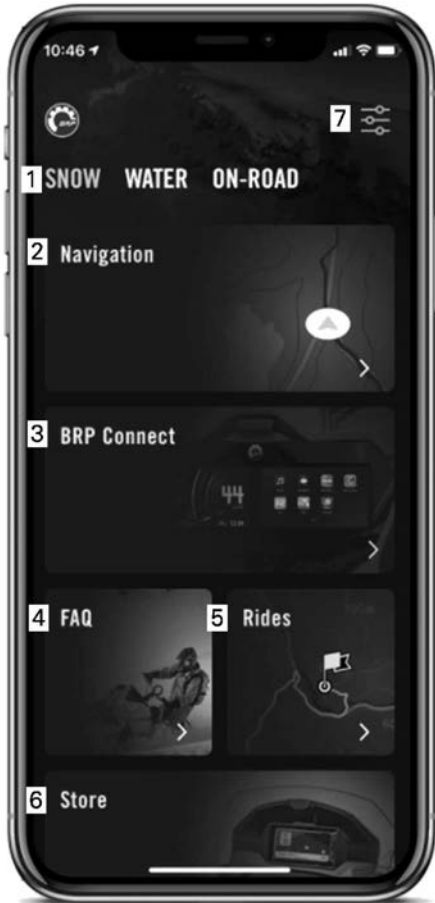 10:46
7
1 SNOW WATER ON-ROAD
2 Navigation
3 BRP Connect
44
4 FAQ
5 Rides
6 Store